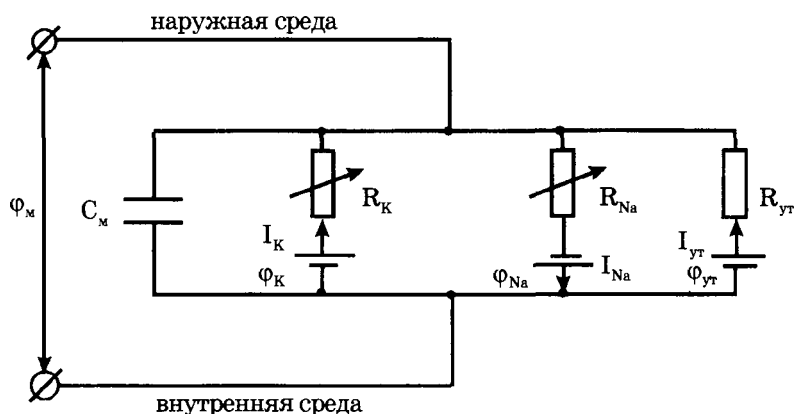 наружная среда
φм
Cм
RK
IK
φK
RNa
INa
φNa
Rут
Iут
φут
внутренняя среда